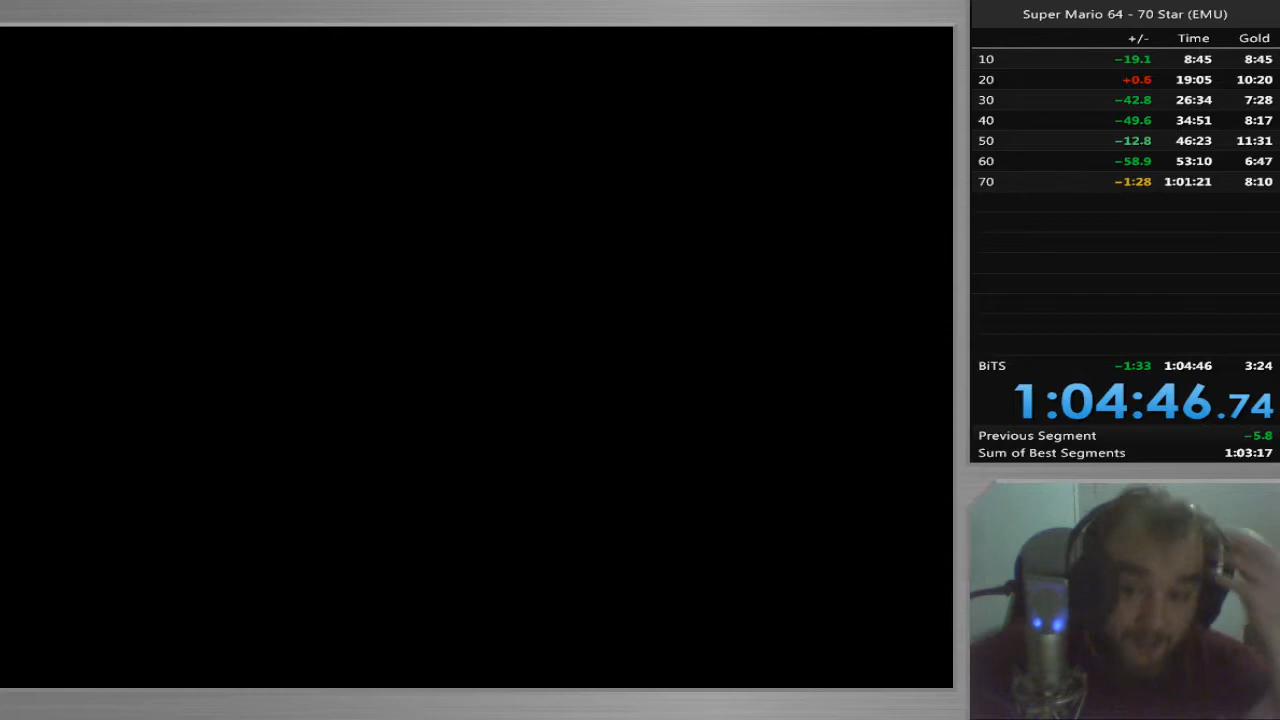 Super Mario 64 - 70 Star (EMU)
+/- Time Gold
10 −19.1 8:45 8:45
20 +0.6 19:05 10:20
30 −42.8 26:34 7:28
40 −49.6 34:51 8:17
50 −12.8 46:23 11:31
60 −58.9 53:10 6:47
70 −1:28 1:01:21 8:10
BiTS −1:33 1:04:46 3:24
1:04:46.74
Previous Segment −5.8
Sum of Best Segments 1:03:17